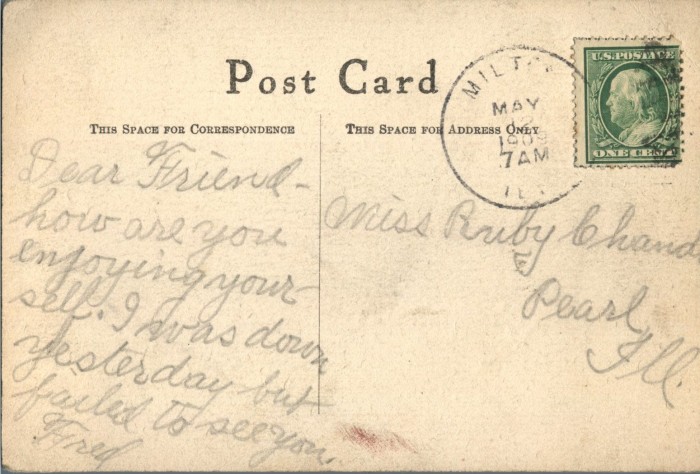 Post Card
THIS SPACE FOR CORRESPONDENCE
THIS SPACE FOR ADDRESS ONLY
U.S. POSTAGE
ONE CENT
MILTON
MAY
12
1909
7 AM
ILL
Dear Friend-
how are you
enjoying your-
self. I was down
yesterday but
failed to see you.
Fred
Miss Ruby Chand
Pearl
Ill.